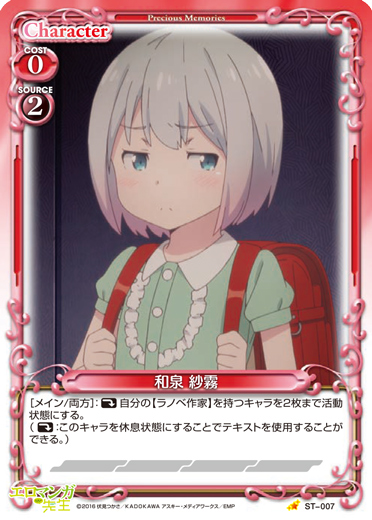 Precious Memories
Character
COST
0
SOURCE
2
和泉 紗霧
[メイン/両方]:自分の【ラノベ作家】を持つキャラを2枚まで活動
状態にする。
(:このキャラを休息状態にすることでテキストを使用することが
できる。)
エロマンガ
先生
ST-007
©2016 伏見つかさ/KADOKAWA アスキー・メディアワークス/EMP